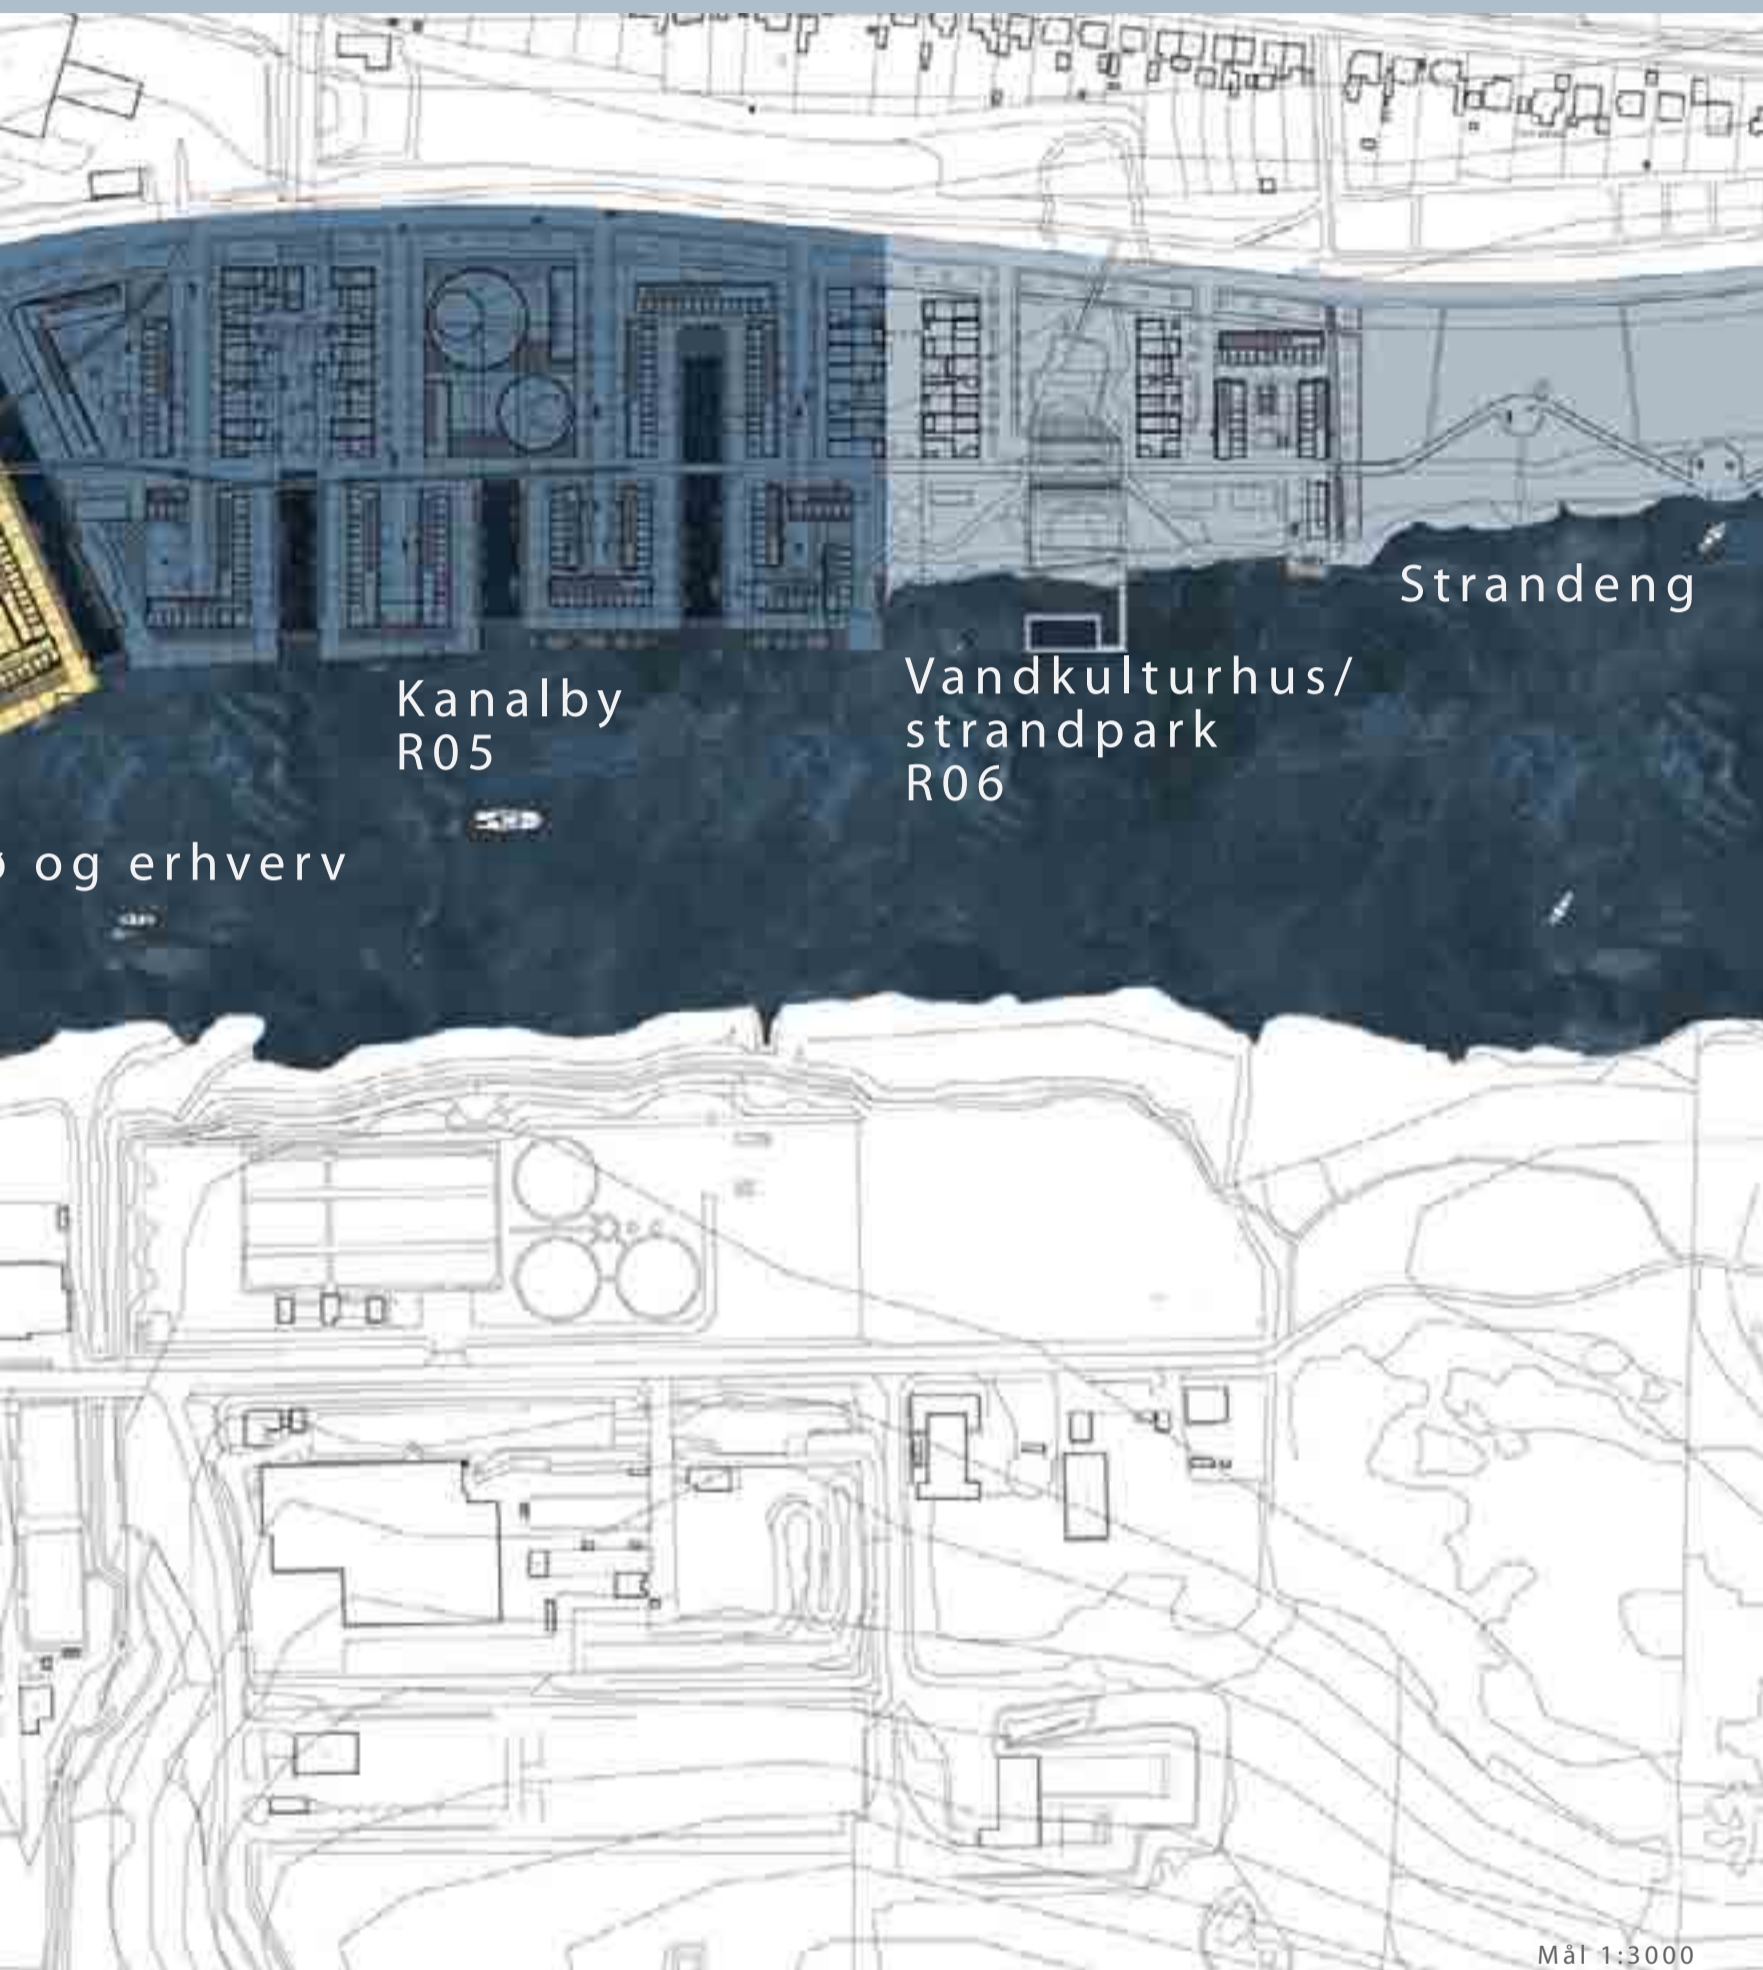 Strandeng
Kanalby
R05
Vandkulturhus/
strandpark
R06
og erhverv
Mål 1:3000